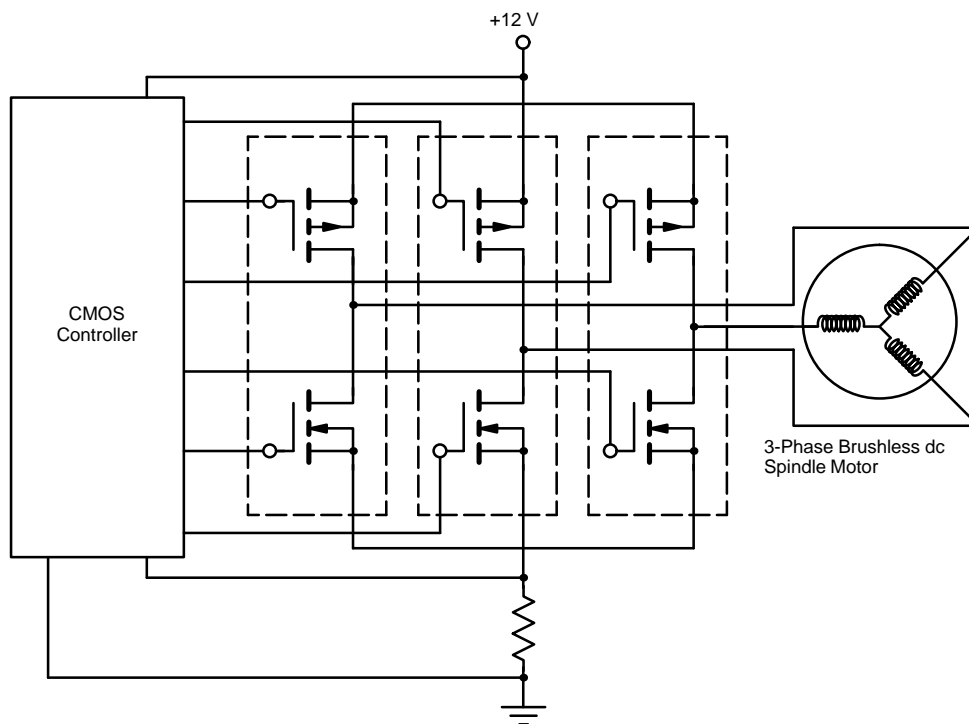 +12 V
CMOS
Controller
3-Phase Brushless dc
Spindle Motor